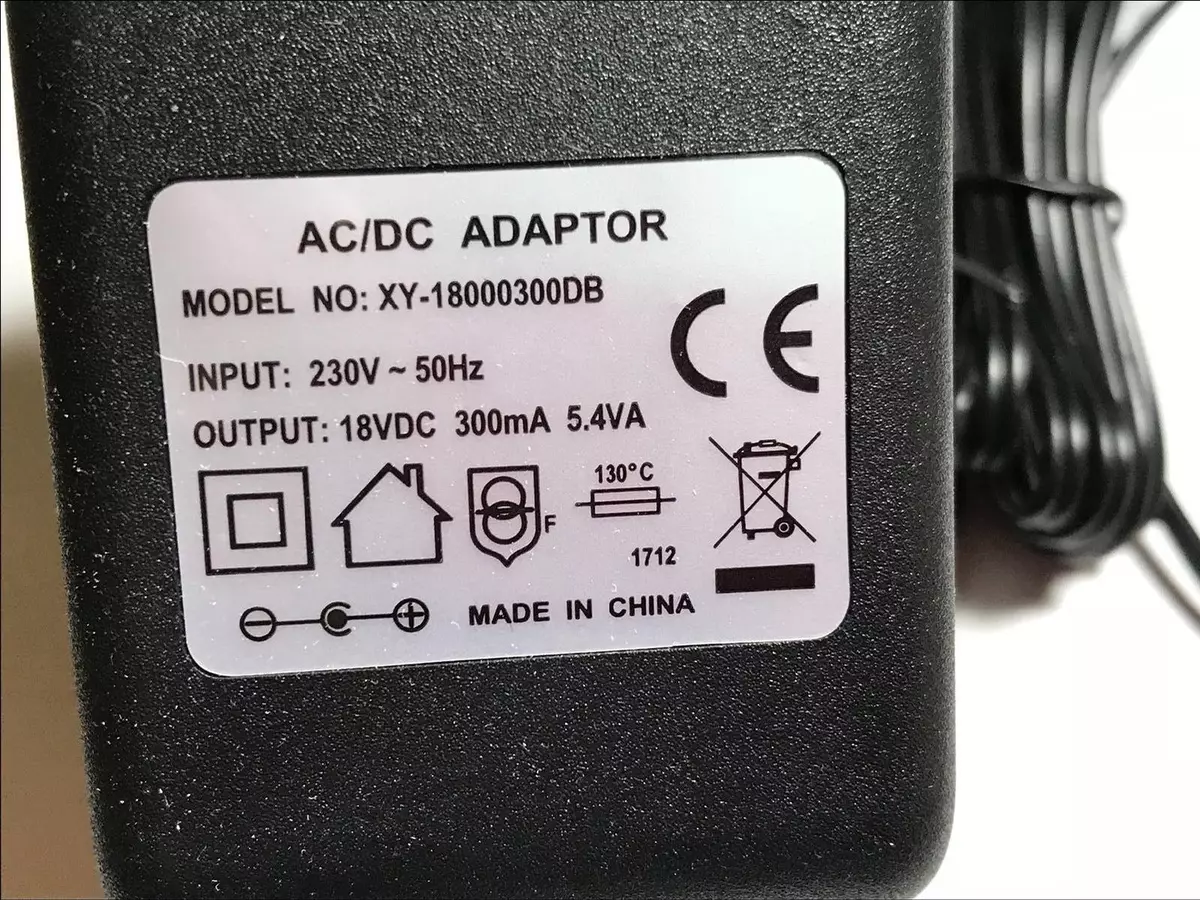 AC/DC ADAPTOR
MODEL NO: XY-18000300DB
CE
INPUT: 230V ~ 50Hz
OUTPUT: 18VDC 300mA 5.4VA
F
130°C
1712
MADE IN CHINA